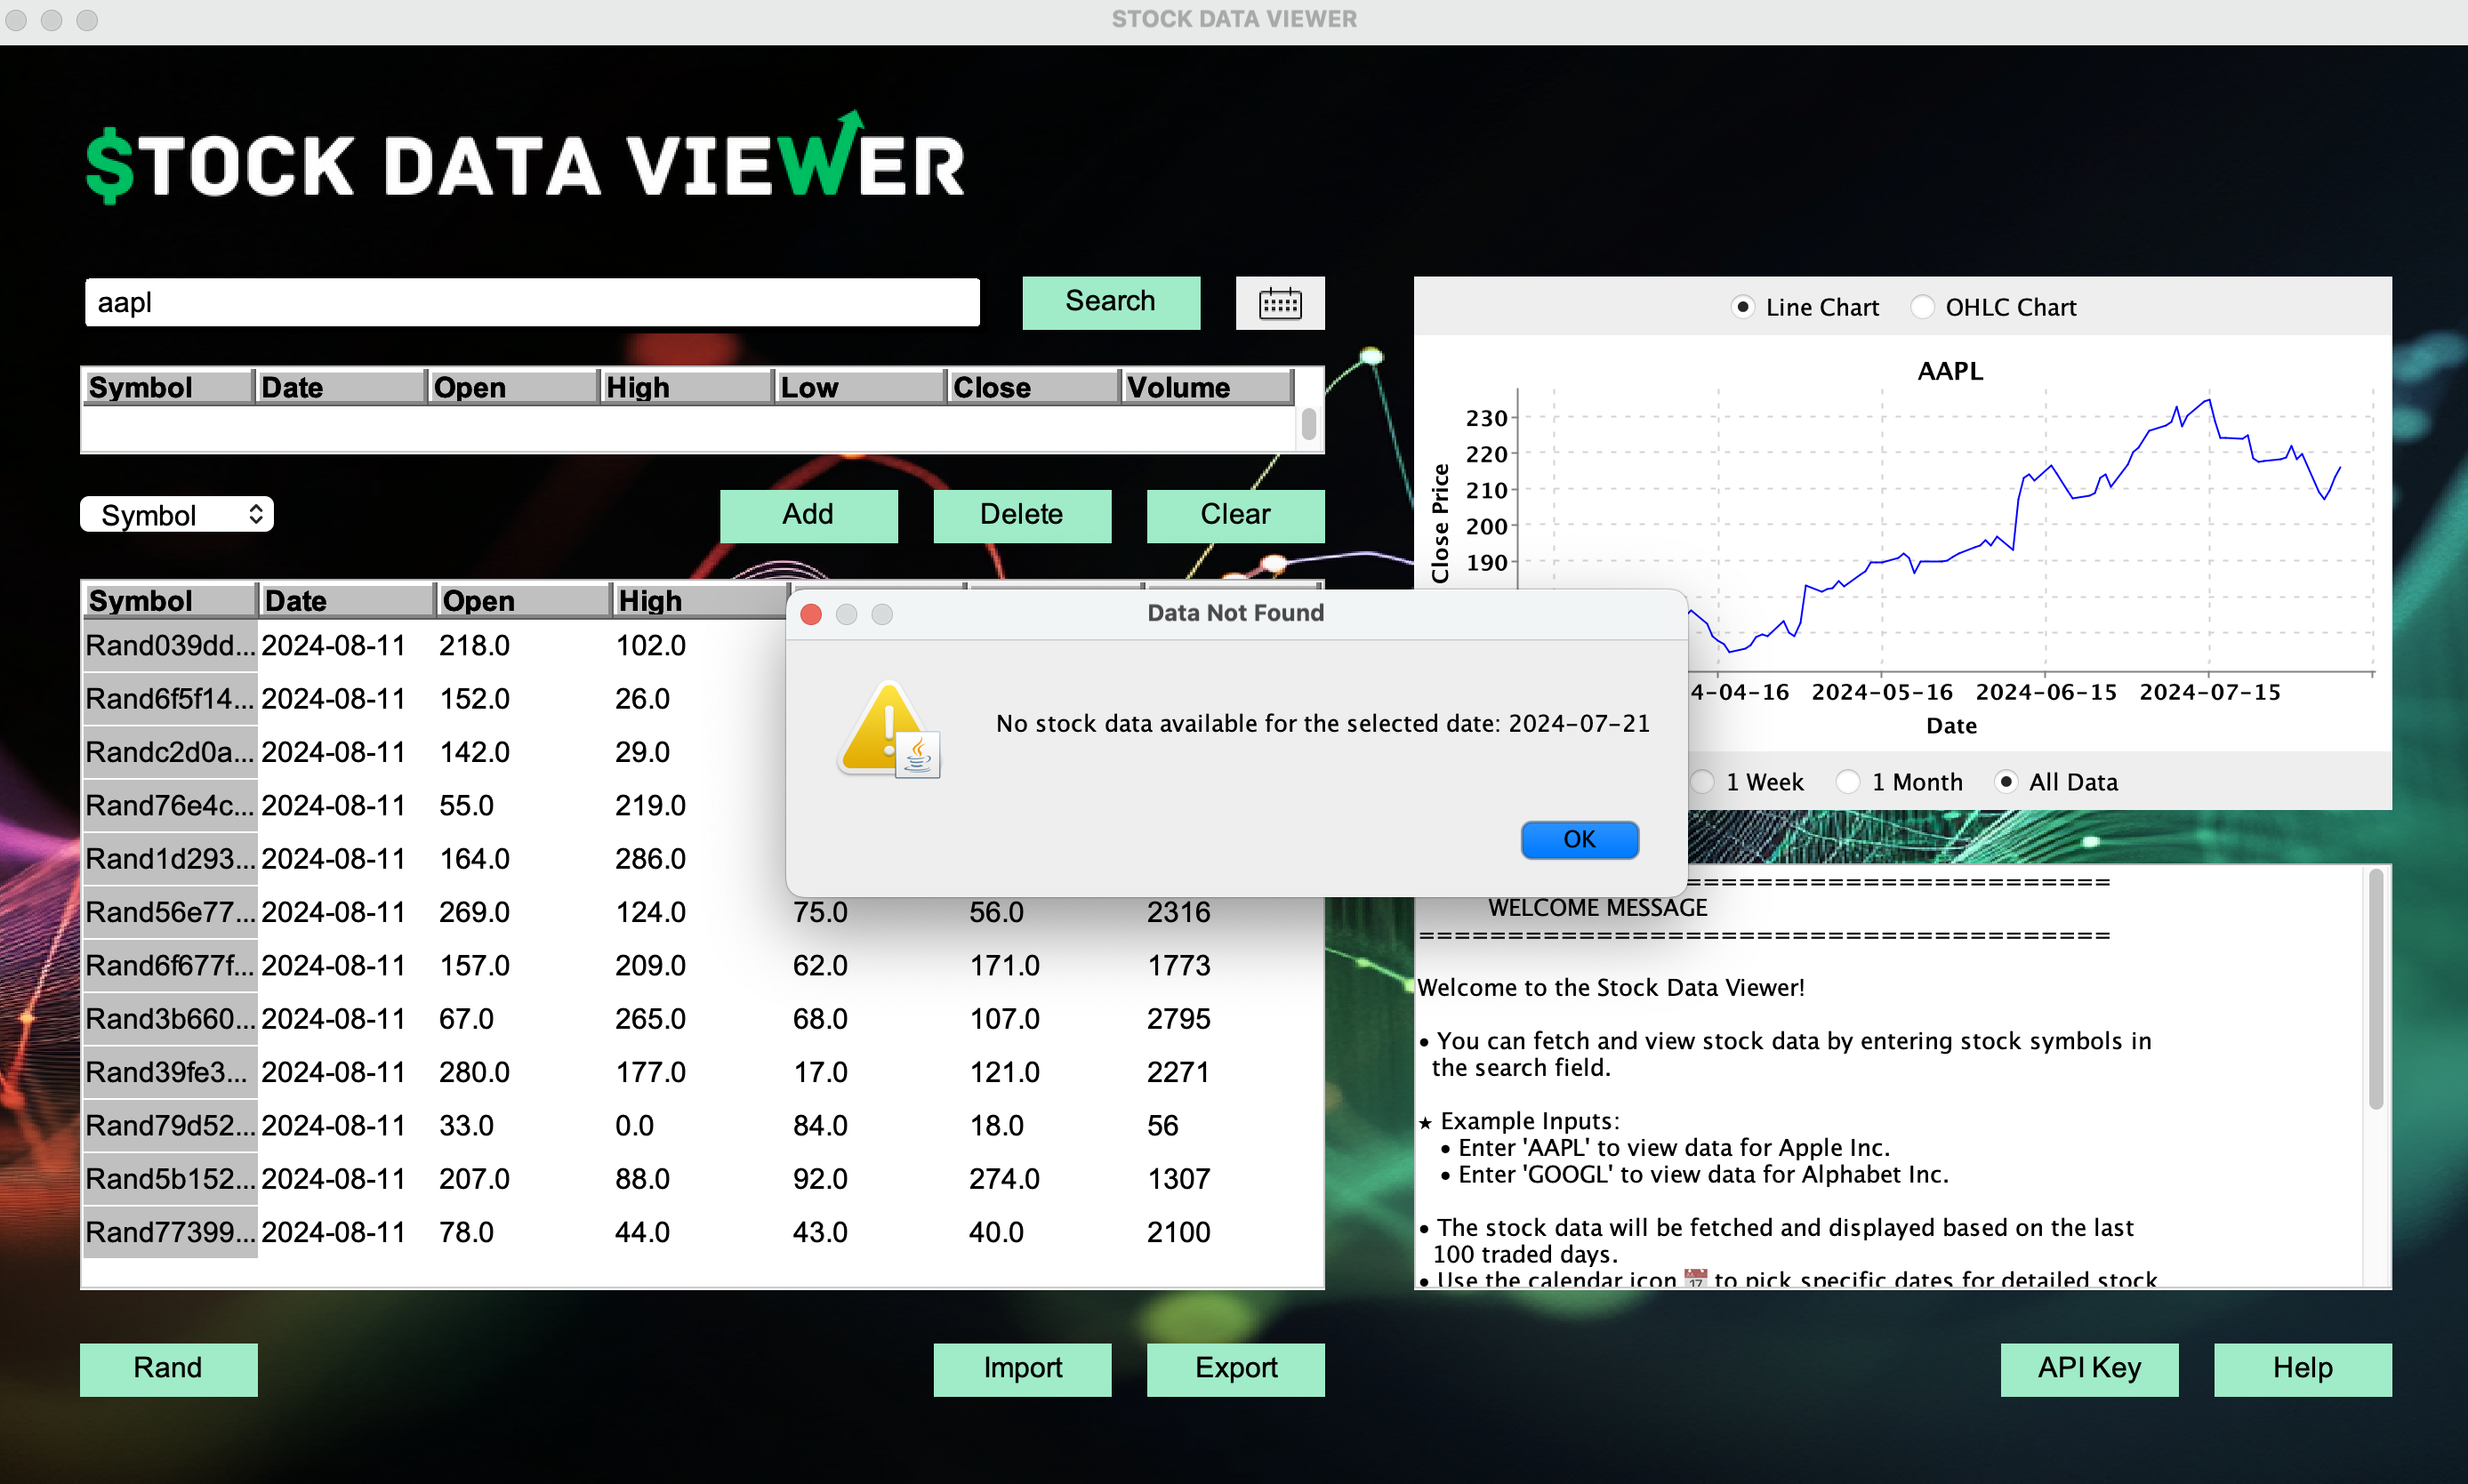 STOCK DATA VIEWER
$TOCK DATA VIEWER
aapl
Search
Symbol Date Open High Low Close Volume
Symbol
Add Delete Clear
Symbol Date Open High
Rand039dd... 2024-08-11 218.0 102.0
Rand6f5f14... 2024-08-11 152.0 26.0
Randc2d0a... 2024-08-11 142.0 29.0
Rand76e4c... 2024-08-11 55.0 219.0
Rand1d293... 2024-08-11 164.0 286.0
Rand56e77... 2024-08-11 269.0 124.0 75.0 56.0 2316
Rand6f677f... 2024-08-11 157.0 209.0 62.0 171.0 1773
Rand3b660... 2024-08-11 67.0 265.0 68.0 107.0 2795
Rand39fe3... 2024-08-11 280.0 177.0 17.0 121.0 2271
Rand79d52... 2024-08-11 33.0 0.0 84.0 18.0 56
Rand5b152... 2024-08-11 207.0 88.0 92.0 274.0 1307
Rand77399... 2024-08-11 78.0 44.0 43.0 40.0 2100
Data Not Found
No stock data available for the selected date: 2024-07-21
OK
Line Chart OHLC Chart
AAPL
230
220
210
200
190
Close Price
4-04-16 2024-05-16 2024-06-15 2024-07-15
Date
1 Week 1 Month All Data
WELCOME MESSAGE
=======================================
Welcome to the Stock Data Viewer!
• You can fetch and view stock data by entering stock symbols in
the search field.
★ Example Inputs:
• Enter 'AAPL' to view data for Apple Inc.
• Enter 'GOOGL' to view data for Alphabet Inc.
• The stock data will be fetched and displayed based on the last
100 traded days.
• Use the calendar icon 📅 to pick specific dates for detailed stock
Rand Import Export API Key Help